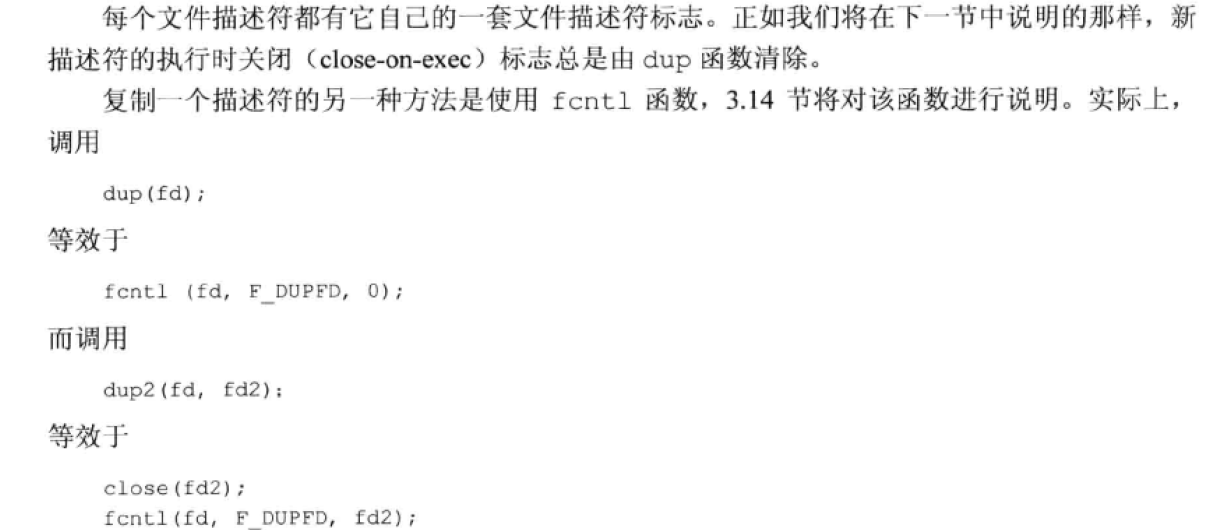 每个文件描述符都有它自己的一套文件描述符标志。正如我们将在下一节中说明的那样，新
描述符的执行时关闭（close-on-exec）标志总是由 dup 函数清除。
复制一个描述符的另一种方法是使用 fcntl 函数，3.14 节将对该函数进行说明。实际上，
调用
dup(fd);
等效于
fcntl (fd, F_DUPFD, 0);
而调用
dup2(fd, fd2);
等效于
close(fd2);
fcntl(fd, F_DUPFD, fd2);